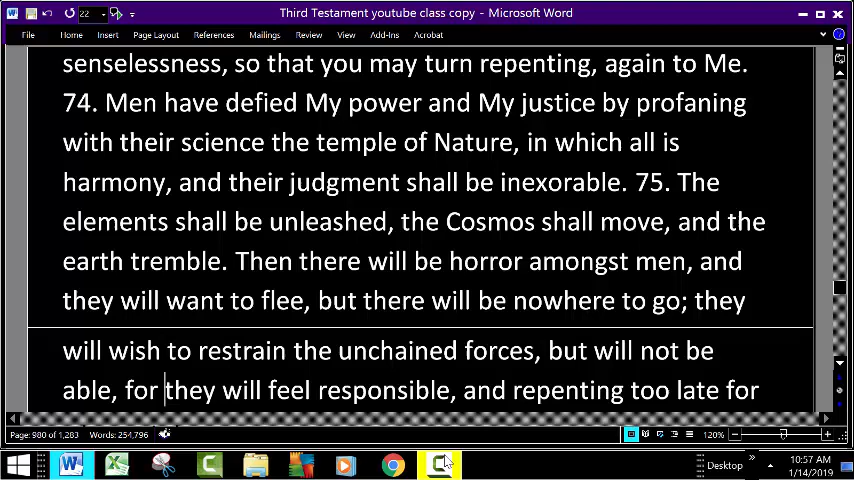 22
Third Testament youtube class copy - Microsoft Word
File Home Insert Page Layout References Mailings Review View Add-Ins Acrobat
senselessness, so that you may turn repenting, again to Me.
74. Men have defied My power and My justice by profaning
with their science the temple of Nature, in which all is
harmony, and their judgment shall be inexorable. 75. The
elements shall be unleashed, the Cosmos shall move, and the
earth tremble. Then there will be horror amongst men, and
they will want to flee, but there will be nowhere to go; they
will wish to restrain the unchained forces, but will not be
able, for they will feel responsible, and repenting too late for
Page: 980 of 1,283 Words: 254,796 120%
Desktop
10:57 AM
1/14/2019